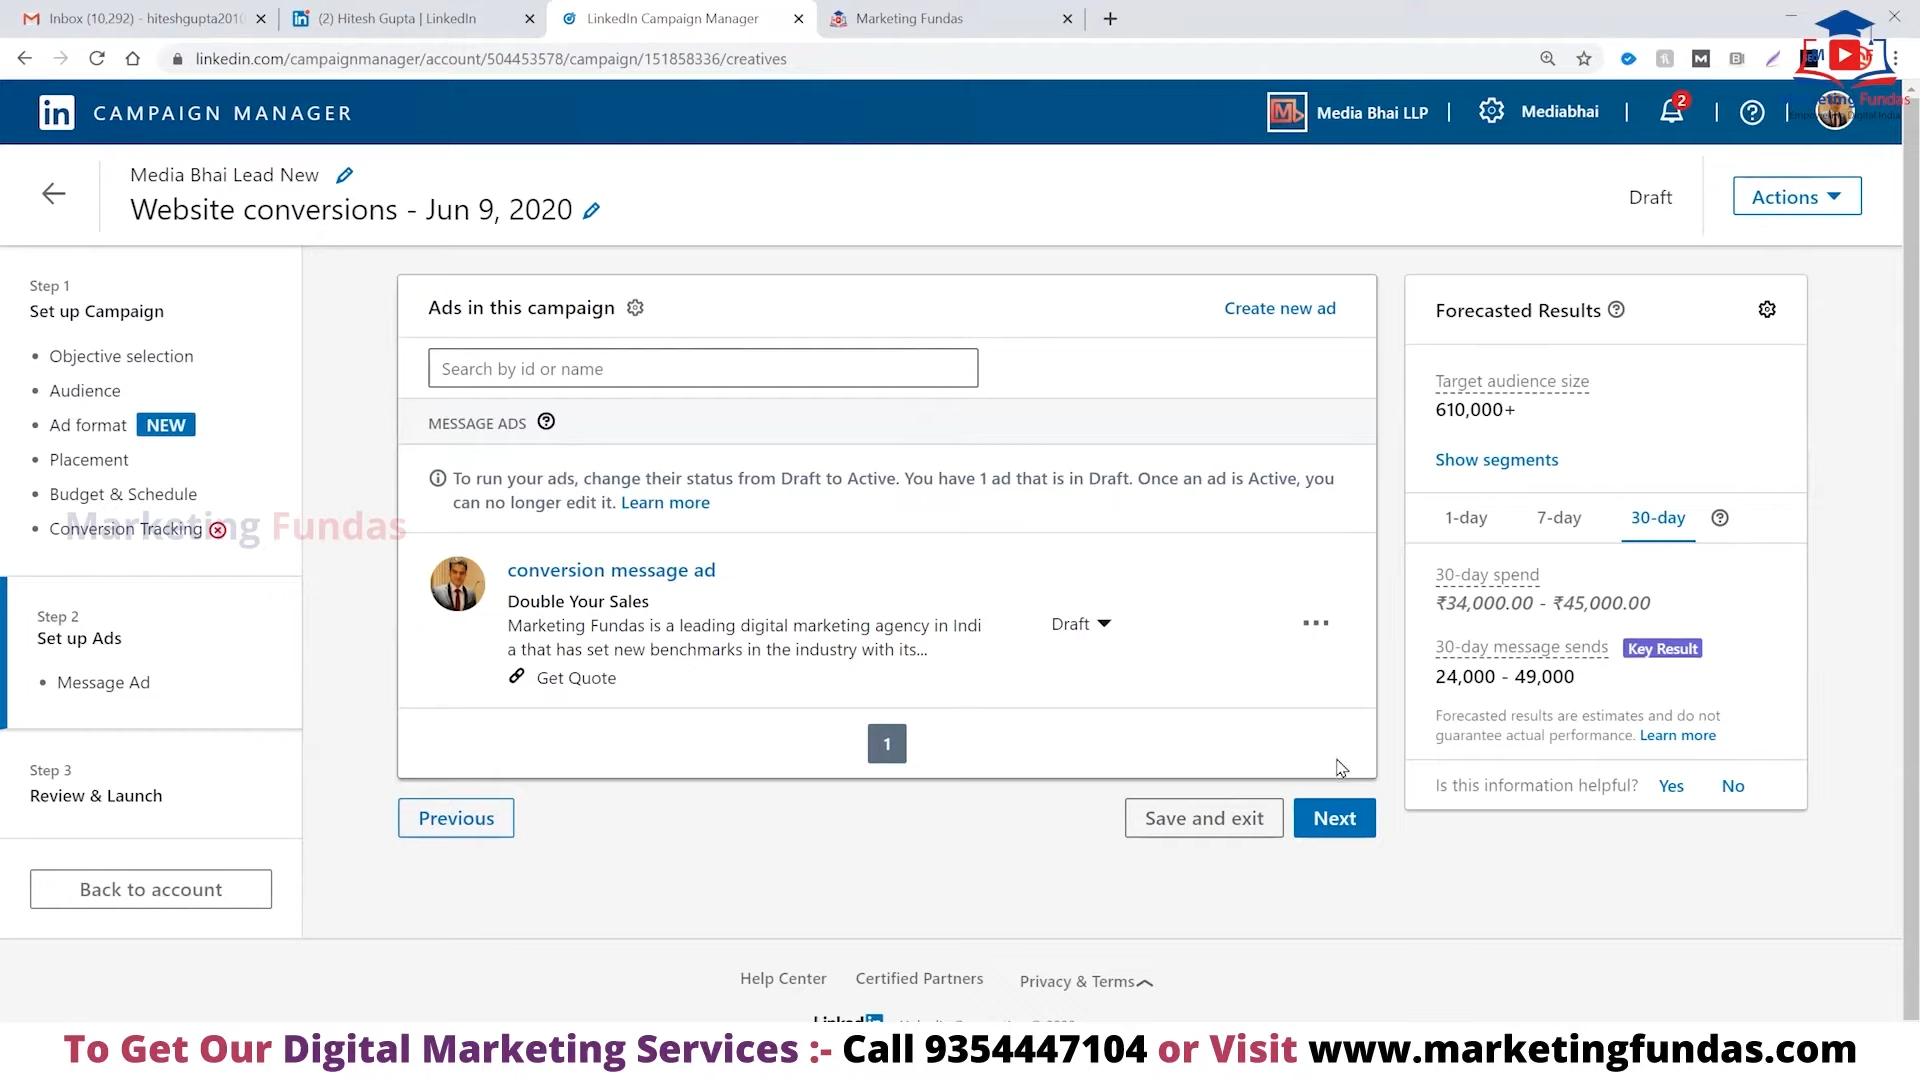 Inbox (10,292) - hiteshgupta201
(2) Hitesh Gupta | LinkedIn
LinkedIn Campaign Manager
Marketing Fundas
linkedin.com/campaignmanager/account/504453578/campaign/151858336/creatives
in CAMPAIGN MANAGER
Media Bhai LLP
Mediabhai
2
Media Bhai Lead New
Website conversions - Jun 9, 2020
Draft
Actions
Step 1
Set up Campaign
Objective selection
Audience
Ad format NEW
Placement
Budget & Schedule
Conversion Tracking
Marketing Fundas
Step 2
Set up Ads
Message Ad
Step 3
Review & Launch
Back to account
Ads in this campaign
Create new ad
Search by id or name
MESSAGE ADS
To run your ads, change their status from Draft to Active. You have 1 ad that is in Draft. Once an ad is Active, you
can no longer edit it. Learn more
conversion message ad
Double Your Sales
Marketing Fundas is a leading digital marketing agency in Indi
a that has set new benchmarks in the industry with its...
Get Quote
Draft
1
Previous
Save and exit
Next
Forecasted Results
Target audience size
610,000+
Show segments
1-day
7-day
30-day
30-day spend
₹34,000.00 - ₹45,000.00
30-day message sends Key Result
24,000 - 49,000
Forecasted results are estimates and do not
guarantee actual performance. Learn more
Is this information helpful? Yes No
Help Center
Certified Partners
Privacy & Terms
To Get Our Digital Marketing Services :- Call 9354447104 or Visit www.marketingfundas.com